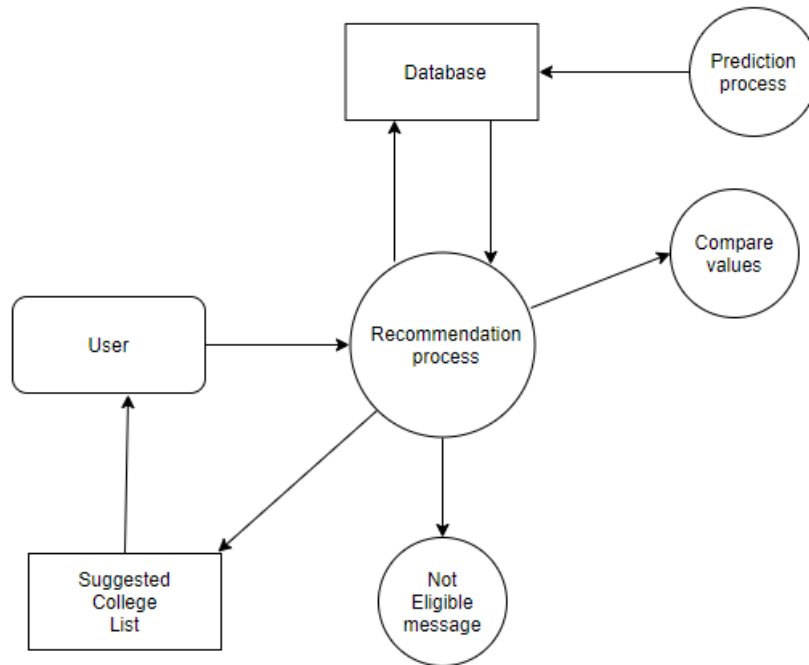 Database
Prediction
process
Compare
values
User
Recommendation
process
Suggested
College
List
Not
Eligible
message